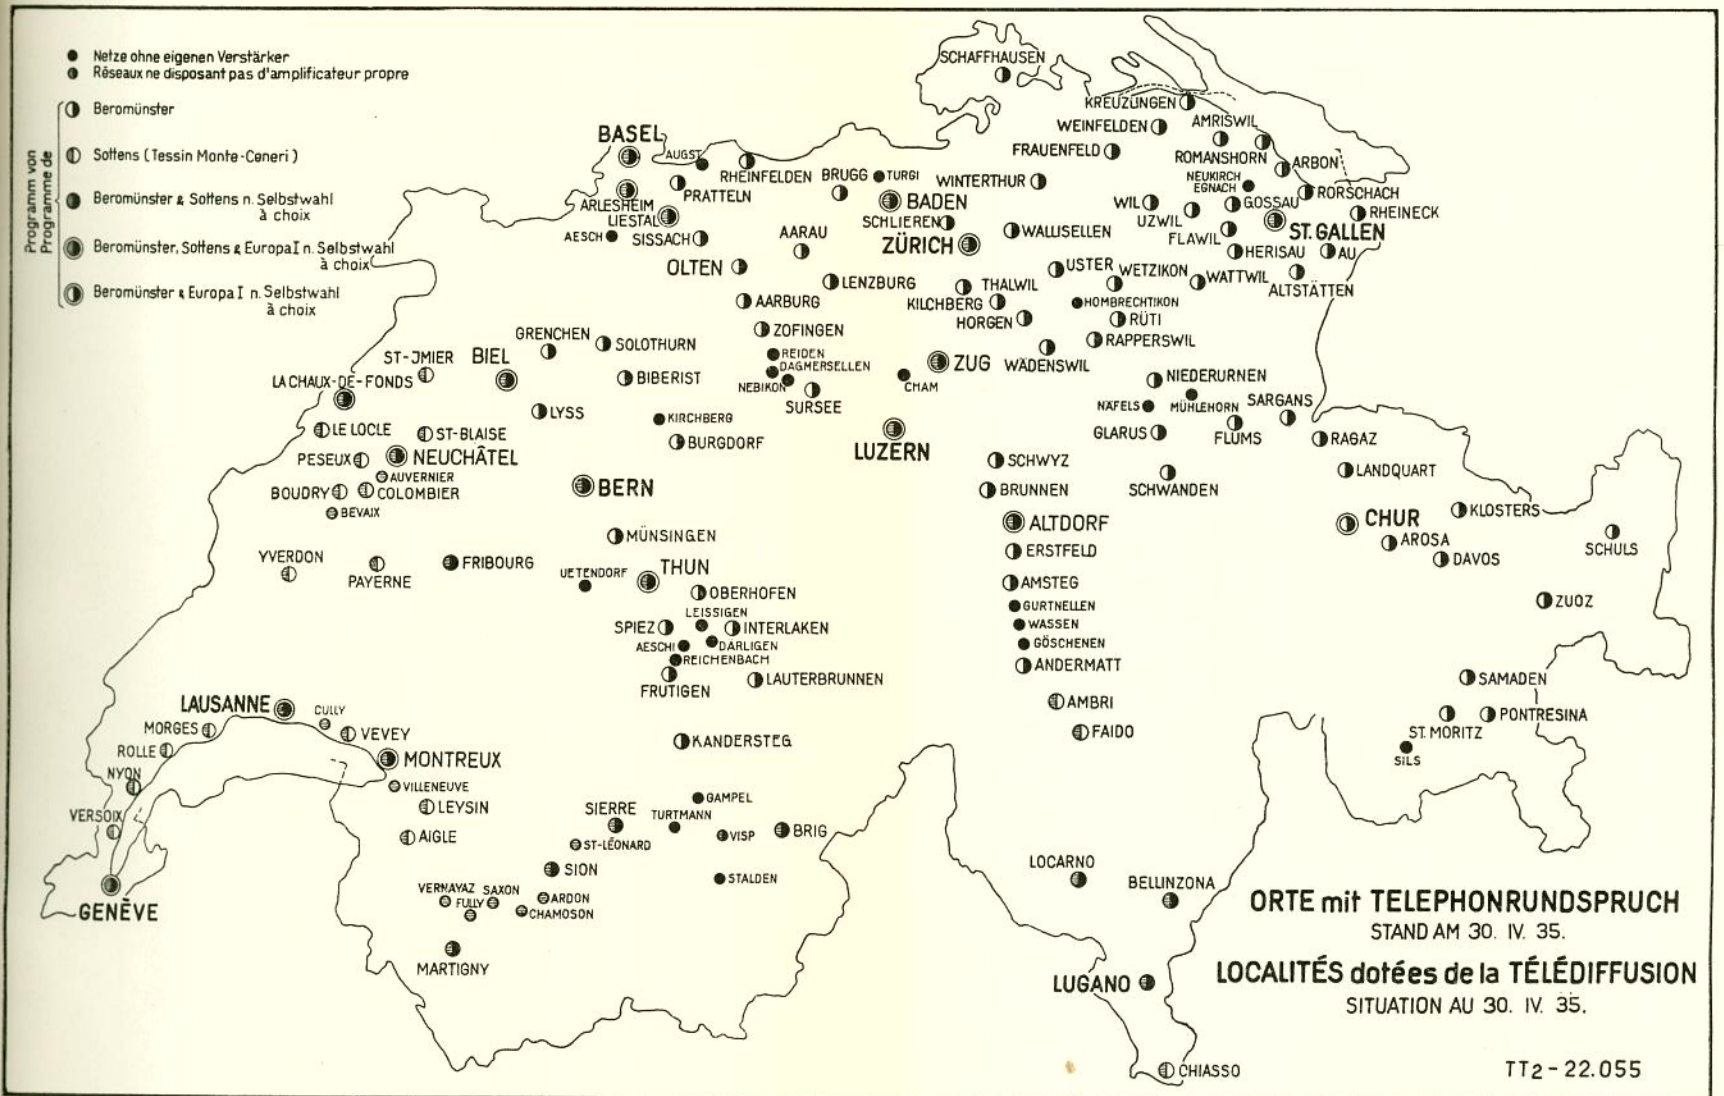 Netze ohne eigenen Verstärker
Réseaux ne disposant pas d'amplificateur propre
Programm von
Programme de
Beromünster
Sottens (Tessin Monte-Ceneri)
Beromünster & Sottens n. Selbstwahl
à choix
Beromünster, Sottens & Europa I n. Selbstwahl
à choix
Beromünster & Europa I n. Selbstwahl
à choix
SCHAFFHAUSEN
KREUZUNGEN
WEINFELDEN
AMRISWIL
BASEL
FRAUENFELD
ROMANSHORN
ARBON
AUGST
RHEINFELDEN
BRUGG
TURGI
WINTERTHUR
NEUKIRCH
EGNACH
RORSCHACH
PRATTELN
ARLESHEIM
BADEN
WIL
UZWIL
GOSSAU
RHEINECK
LIESTAL
SCHLIEREN
AESCH
SISSACH
AARAU
ZÜRICH
WALLISELLEN
FLAWIL
ST. GALLEN
HERISAU
AU
OLTEN
USTER
WETZIKON
WATTWIL
ALTSTÄTTEN
LENZBURG
THALWIL
AARBURG
KILCHBERG
HOMBRECHTIKON
HORGEN
RÜTI
ZOFINGEN
GRENCHEN
SOLOTHURN
RAPPERSWIL
ST-JMIER
BIEL
REIDEN
DAGMERSELLEN
ZUG
WÄDENSWIL
LA CHAUX-DE-FONDS
BIBERIST
NEBIKON
CHAM
NIEDERURNEN
SURSEE
NÄFELS
MÜHLEHORN
SARGANS
LYSS
KIRCHBERG
LE LOCLE
ST-BLAISE
BURGDORF
LUZERN
GLARUS
FLUMS
RAGAZ
PESEUX
NEUCHÂTEL
SCHWYZ
LANDQUART
AUVERNIER
BOUDRY
COLOMBIER
BERN
BRUNNEN
SCHWANDEN
BEVAIX
KLOSTERS
ALTDORF
CHUR
MÜNSINGEN
AROSA
SCHULS
YVERDON
PAYERNE
FRIBOURG
ERSTFELD
DAVOS
UETENDORF
THUN
AMSTEG
OBERHOFEN
GURTNELLEN
ZUOZ
LEISSIGEN
SPIEZ
INTERLAKEN
WASSEN
AESCHI
DÄRLIGEN
GÖSCHENEN
REICHENBACH
ANDERMATT
FRUTIGEN
LAUTERBRUNNEN
SAMADEN
LAUSANNE
CULLY
AMBRI
MORGES
VEVEY
PONTRESINA
FAIDO
ST. MORITZ
ROLLE
KANDERSTEG
SILS
MONTREUX
NYON
VILLENEUVE
GAMPEL
LEYSIN
SIERRE
TURTMANN
VERSOIX
AIGLE
VISP
BRIG
ST-LÉONARD
LOCARNO
SION
STALDEN
BELLINZONA
VERNAYAZ
SAXON
FULLY
ARDON
CHAMOSON
GENÈVE
MARTIGNY
LUGANO
CHIASSO
ORTE mit TELEPHONRUNDSPRUCH
STAND AM 30. IV. 35.
LOCALITÉS dotées de la TÉLÉDIFFUSION
SITUATION AU 30. IV. 35.
TT2-22.055